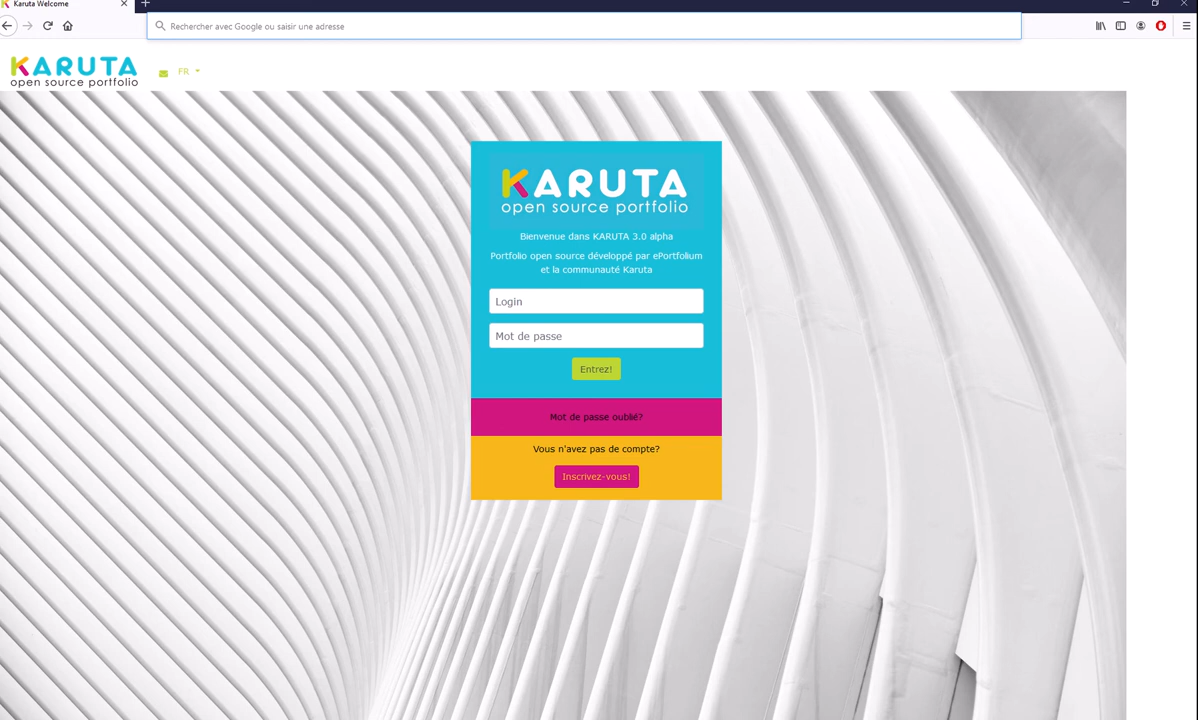 Karuta Welcome
Rechercher avec Google ou saisir une adresse
KARUTA
open source portfolio
FR
KARUTA
open source portfolio
Bienvenue dans KARUTA 3.0 alpha
Portfolio open source développé par ePortfolium
et la communauté Karuta
Login
Mot de passe
Entrez!
Mot de passe oublié?
Vous n'avez pas de compte?
Inscrivez-vous!